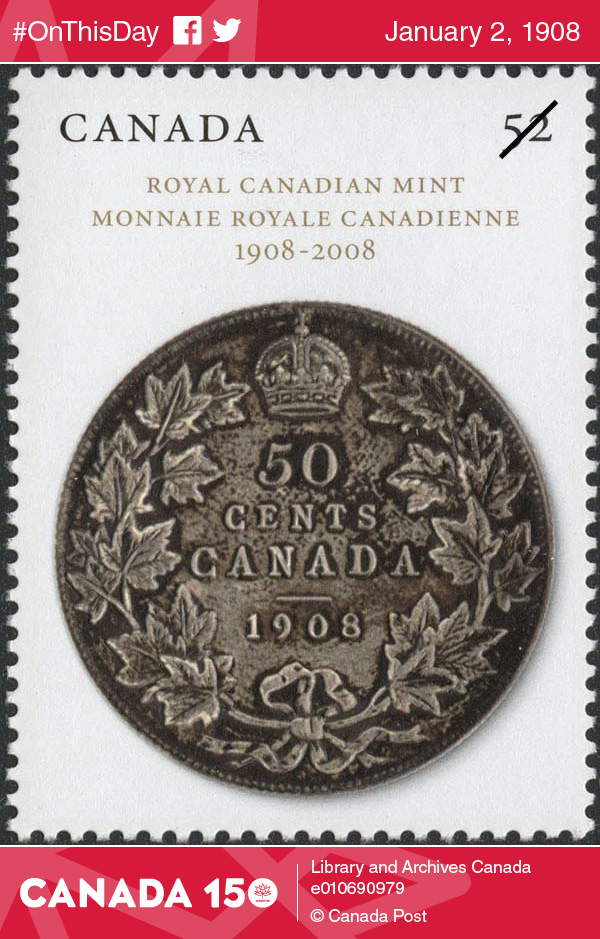 #OnThisDay
January 2, 1908
CANADA
52
ROYAL CANADIAN MINT
MONNAIE ROYALE CANADIENNE
1908-2008
50
CENTS
CANADA
1908
CANADA 150
Library and Archives Canada
e010690979
© Canada Post